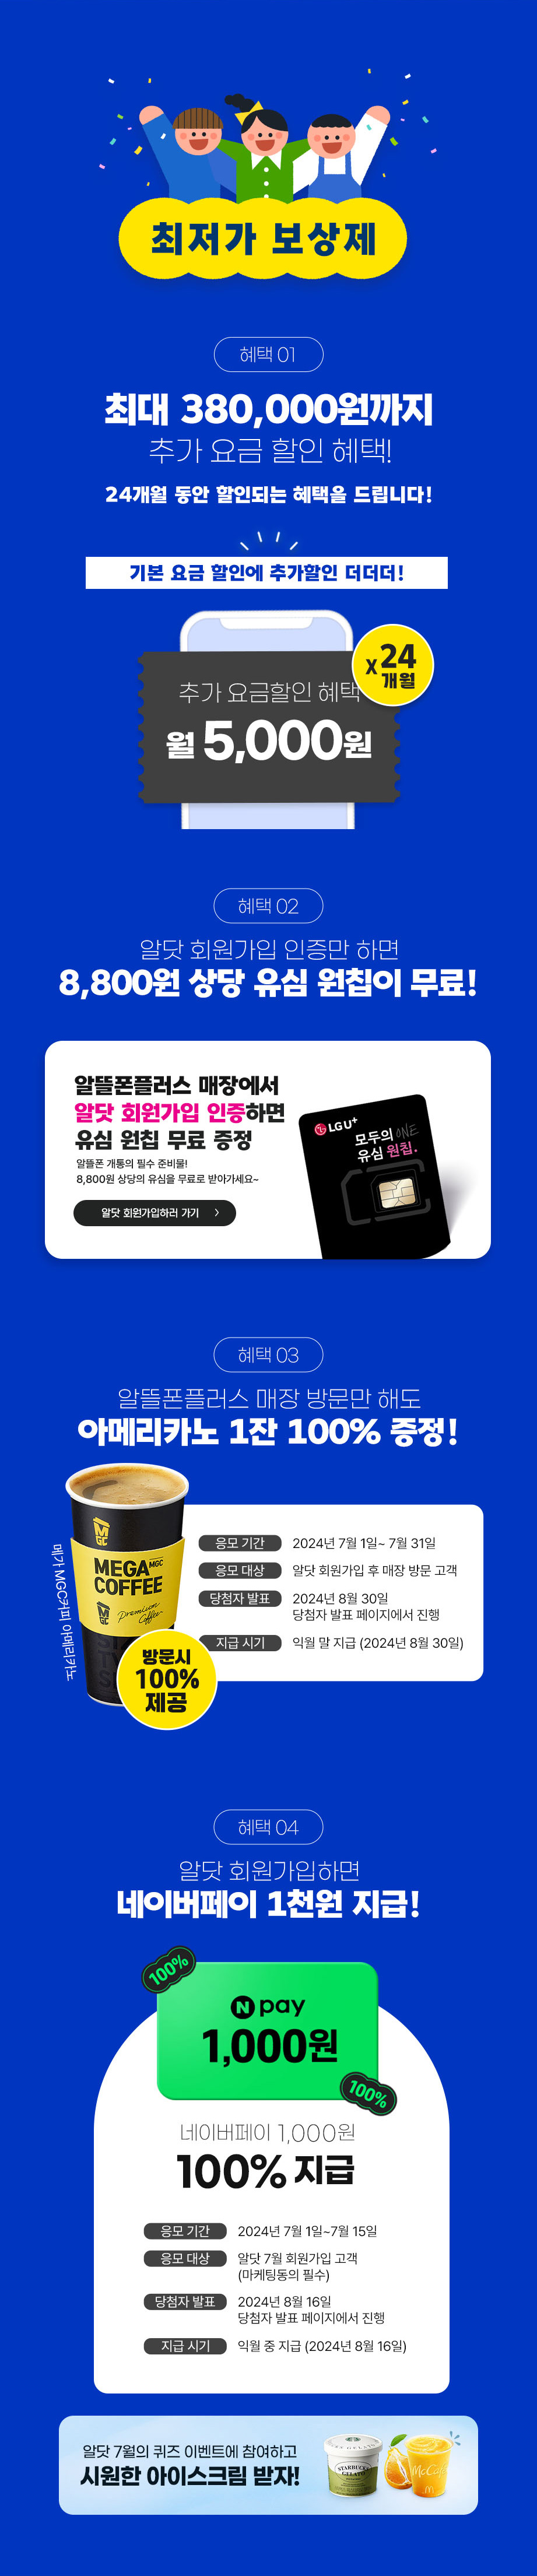 최저가 보상제
혜택 01
최대 380,000원까지
추가 요금 할인 혜택!
24개월 동안 할인되는 혜택을 드립니다!
기본 요금 할인에 추가할인 더더더!
x24
개월
추가 요금할인 혜택
월 5,000원
혜택 02
알닷 회원가입 인증만 하면
8,800원 상당 유심 원칩이 무료!
알뜰폰플러스 매장에서
알닷 회원가입 인증하면
유심 원칩 무료 증정
알뜰폰 개통의 필수 준비물!
8,800원 상당의 유심을 무료로 받아가세요~
알닷 회원가입하러 가기 >
LG U+
모두의 ONE
유심 원칩.
혜택 03
알뜰폰플러스 매장 방문만 해도
아메리카노 1잔 100% 증정!
메가MGC커피 아메리카노
MGC
MEGA MGC
COFFEE
MGC Premium
Coffee
방문시
100%
제공
응모 기간 2024년 7월 1일~ 7월 31일
응모 대상 알닷 회원가입 후 매장 방문 고객
당첨자 발표 2024년 8월 30일
당첨자 발표 페이지에서 진행
지급 시기 익월 말 지급 (2024년 8월 30일)
혜택 04
알닷 회원가입하면
네이버페이 1천원 지급!
100%
N pay
1,000원
100%
네이버페이 1,000원
100% 지급
응모 기간 2024년 7월 1일~7월 15일
응모 대상 알닷 7월 회원가입 고객
(마케팅동의 필수)
당첨자 발표 2024년 8월 16일
당첨자 발표 페이지에서 진행
지급 시기 익월 중 지급 (2024년 8월 16일)
알닷 7월의 퀴즈 이벤트에 참여하고
시원한 아이스크림 받자!
STARBUCKS
GELATO
McCafé